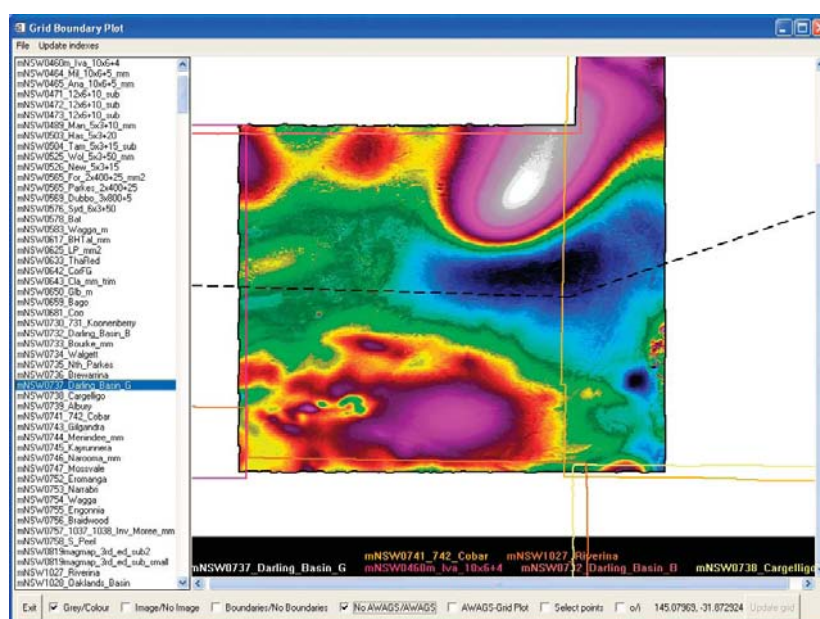 Grid Boundary Plot
File Update indexes
mNSW0460m_Iva_10x6+4
mNSW0464_Mil_10x6+5_mm
mNSW0465_Ana_10x6+5_mm
mNSW0471_12x6+10_sub
mNSW0472_12x6+10_sub
mNSW0473_12x6+10_sub
mNSW0489_Man_5x3+10_mm
mNSW0503_Has_5x3+20
mNSW0504_Tam_5x3+15_sub
mNSW0525_Wol_5x3+50_mm
mNSW0526_New_5x3+15
mNSW0565_For_2x400+25_mm2
mNSW0565_Parkes_2x400+25
mNSW0569_Dubbo_3x800+5
mNSW0576_Syd_6x3+50
mNSW0578_Bat
mNSW0583_Wagga_m
mNSW0617_BHTal_mm
mNSW0625_LP_mm2
mNSW0633_ThaRed
mNSW0642_CorFG
mNSW0643_Cla_mm_trim
mNSW0650_Glb_m
mNSW0659_Bago
mNSW0681_Coo
mNSW0730_731_Koonenberry
mNSW0732_Darling_Basin_B
mNSW0733_Bourke_mm
mNSW0734_Walgett
mNSW0735_Nth_Parkes
mNSW0736_Brewarrina
mNSW0737_Darling_Basin_G
mNSW0738_Cargelligo
mNSW0739_Albury
mNSW0741_742_Cobar
mNSW0743_Gilgandra
mNSW0744_Menindee_mm
mNSW0745_Kayrunnera
mNSW0746_Narooma_mm
mNSW0747_Mossvale
mNSW0752_Eromanga
mNSW0753_Narrabri
mNSW0754_Wagga
mNSW0755_Engonnia
mNSW0756_Braidwood
mNSW0757_1037_1038_Inv_Moree_mm
mNSW0758_S_Peel
mNSW0819magmap_3rd_ed_sub2
mNSW0819magmap_3rd_ed_sub_small
mNSW1027_Riverina
mNSW1028_Oaklands_Basin
mNSW0741_742_Cobar mNSW1027_Riverina
mNSW0737_Darling_Basin_G mNSW0460m_Iva_10x6+4 mNSW0732_Darling_Basin_B mNSW0738_Cargelligo
Exit Grey/Colour Image/No Image Boundaries/No Boundaries No AWAGS/AWAGS AWAGS-Grid Plot Select points o/i 145.07969, -31.872924 Update grid